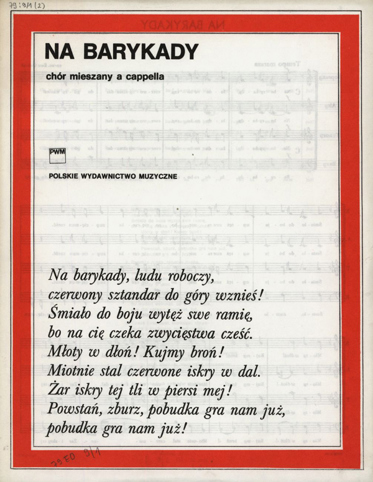 NA BARYKADY
chór mieszany a cappella
PWM
POLSKIE WYDAWNICTWO MUZYCZNE
Na barykady, ludu roboczy,
czerwony sztandar do góry wznieś!
Śmiało do boju wytęż swe ramię,
bo na cię czeka zwycięstwa cześć.
Młoty w dłoń! Kujmy broń!
Miotnie stal czerwone iskry w dal.
Żar iskry tej tli w piersi mej!
Powstań, zburz, pobudka gra nam już,
pobudka gra nam już!